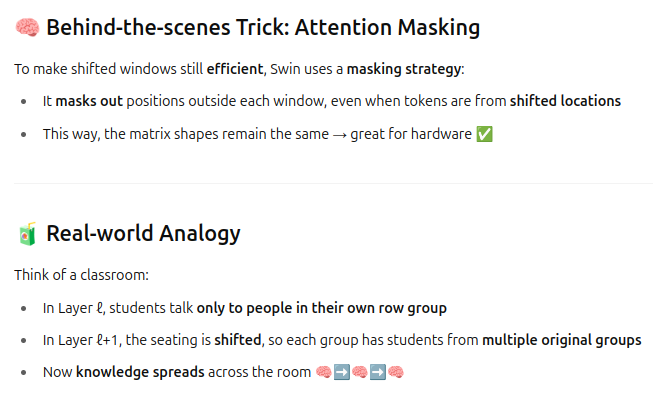 🧠 Behind-the-scenes Trick: Attention Masking
To make shifted windows still efficient, Swin uses a masking strategy:
• It masks out positions outside each window, even when tokens are from shifted locations
• This way, the matrix shapes remain the same → great for hardware ✅
🧃 Real-world Analogy
Think of a classroom:
• In Layer ℓ, students talk only to people in their own row group
• In Layer ℓ+1, the seating is shifted, so each group has students from multiple original groups
• Now knowledge spreads across the room 🧠➡️🧠➡️🧠